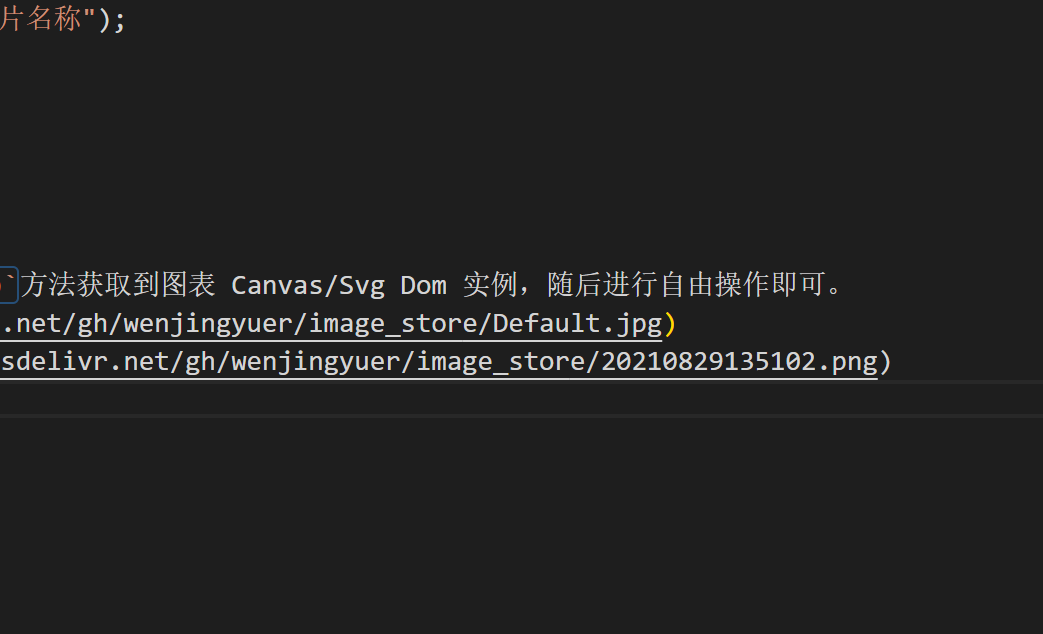 片名称");
`方法获取到图表 Canvas/Svg Dom 实例，随后进行自由操作即可。
.net/gh/wenjingyuer/image_store/Default.jpg)
sdelivr.net/gh/wenjingyuer/image_store/20210829135102.png)